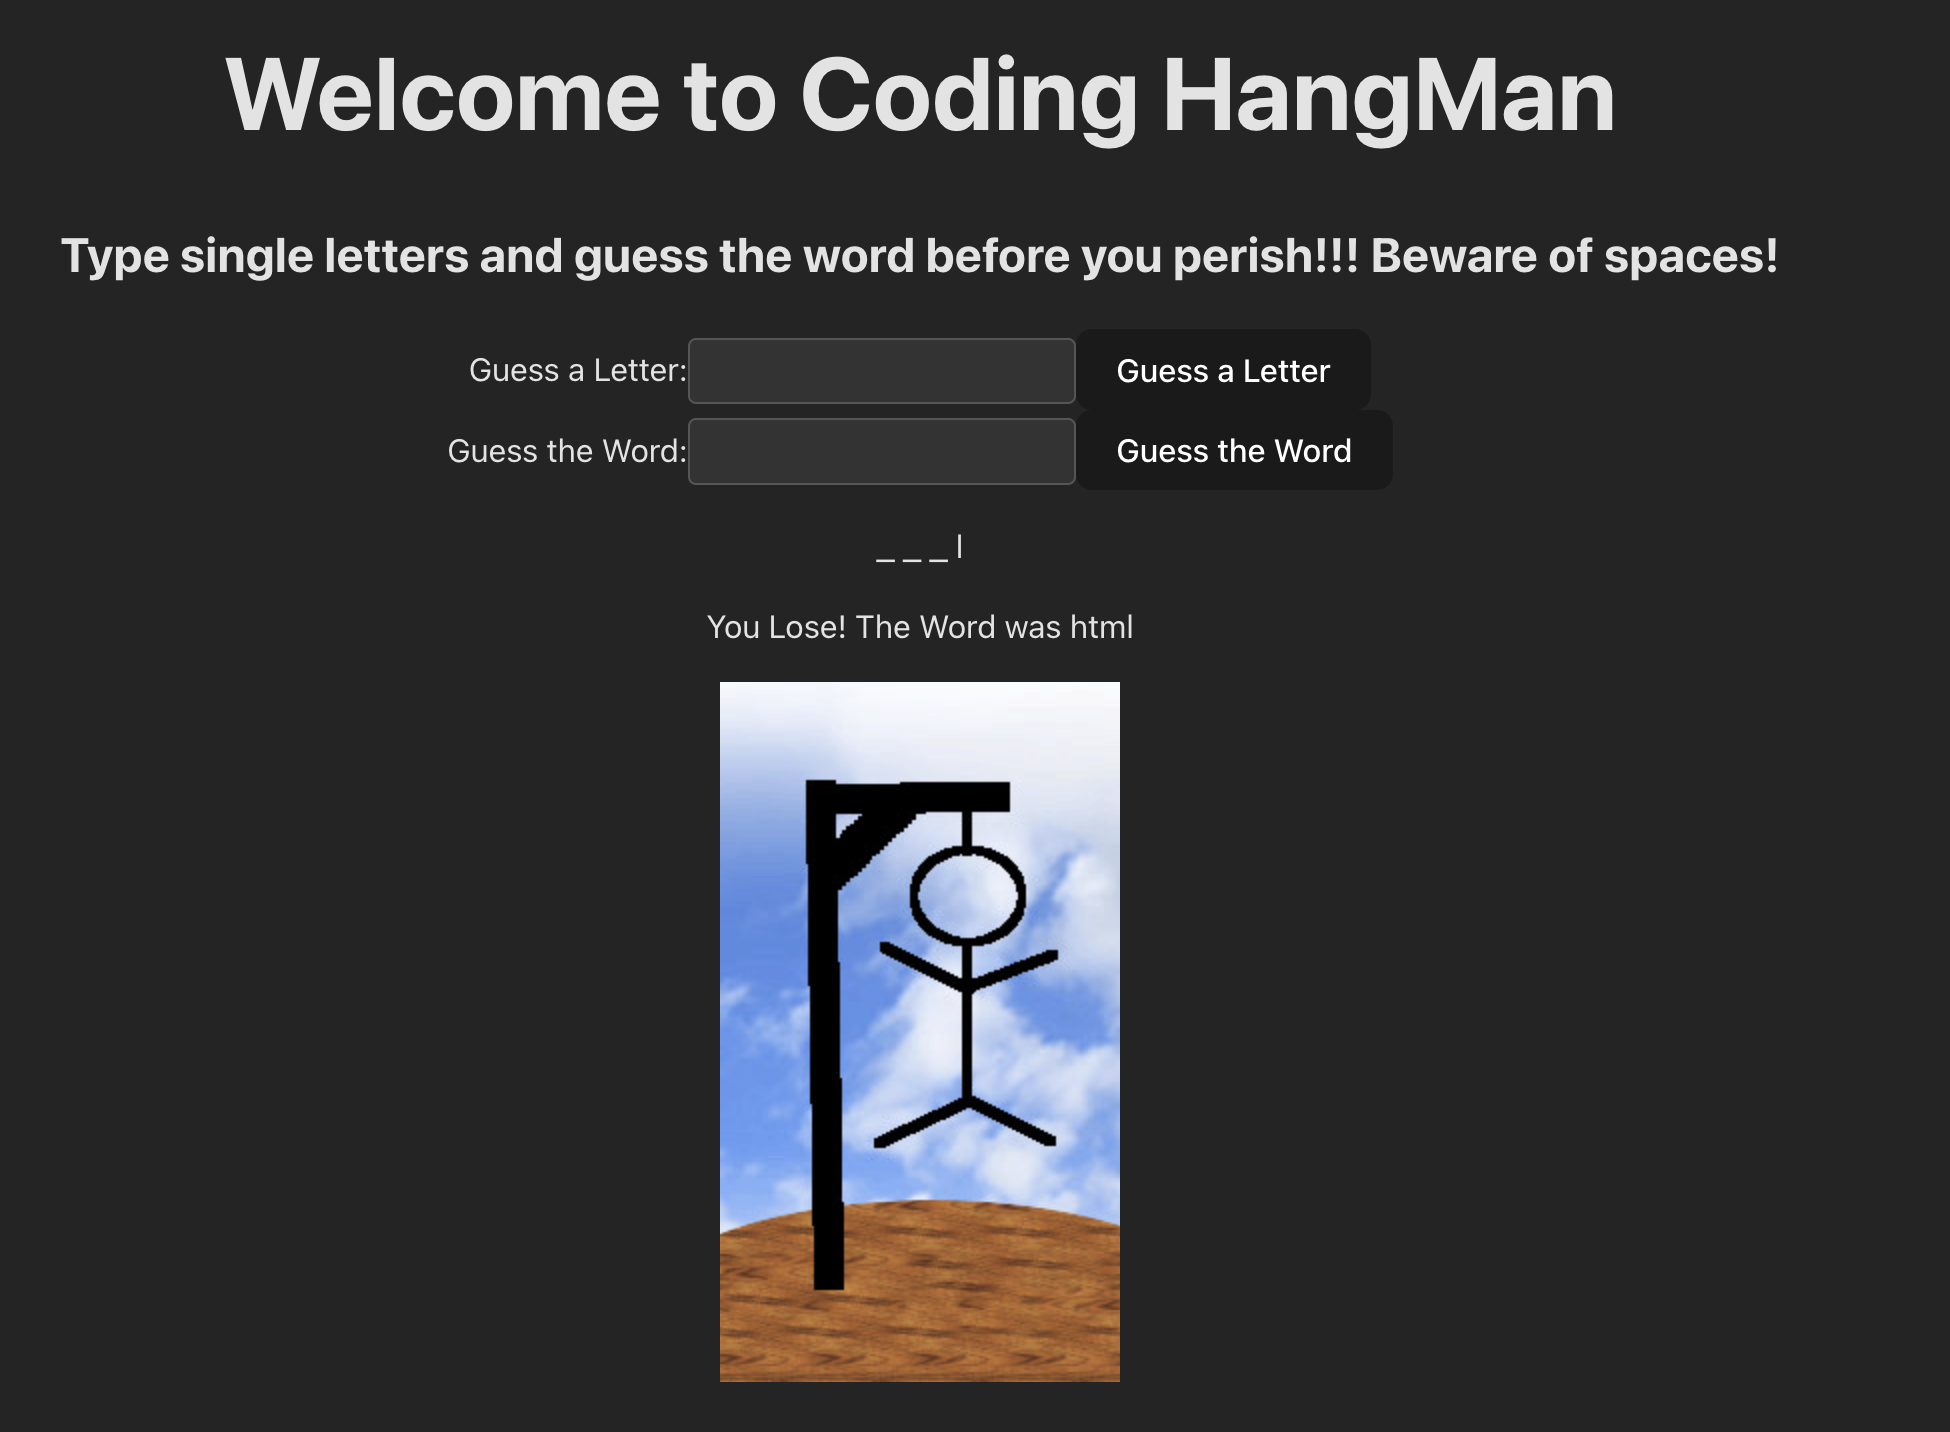 Welcome to Coding HangMan
Type single letters and guess the word before you perish!!! Beware of spaces!
Guess a Letter: Guess a Letter
Guess the Word: Guess the Word
_ _ _ l
You Lose! The Word was html